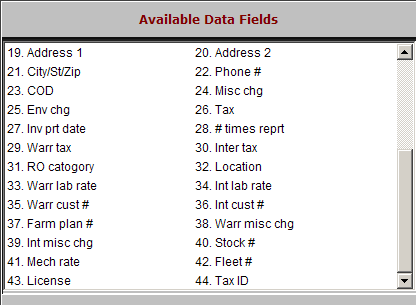 Available Data Fields
19. Address 1 20. Address 2
21. City/St/Zip 22. Phone #
23. COD 24. Misc chg
25. Env chg 26. Tax
27. Inv prt date 28. # times reprt
29. Warr tax 30. Inter tax
31. RO catogory 32. Location
33. Warr lab rate 34. Int lab rate
35. Warr cust # 36. Int cust #
37. Farm plan # 38. Warr misc chg
39. Int misc chg 40. Stock #
41. Mech rate 42. Fleet #
43. License 44. Tax ID